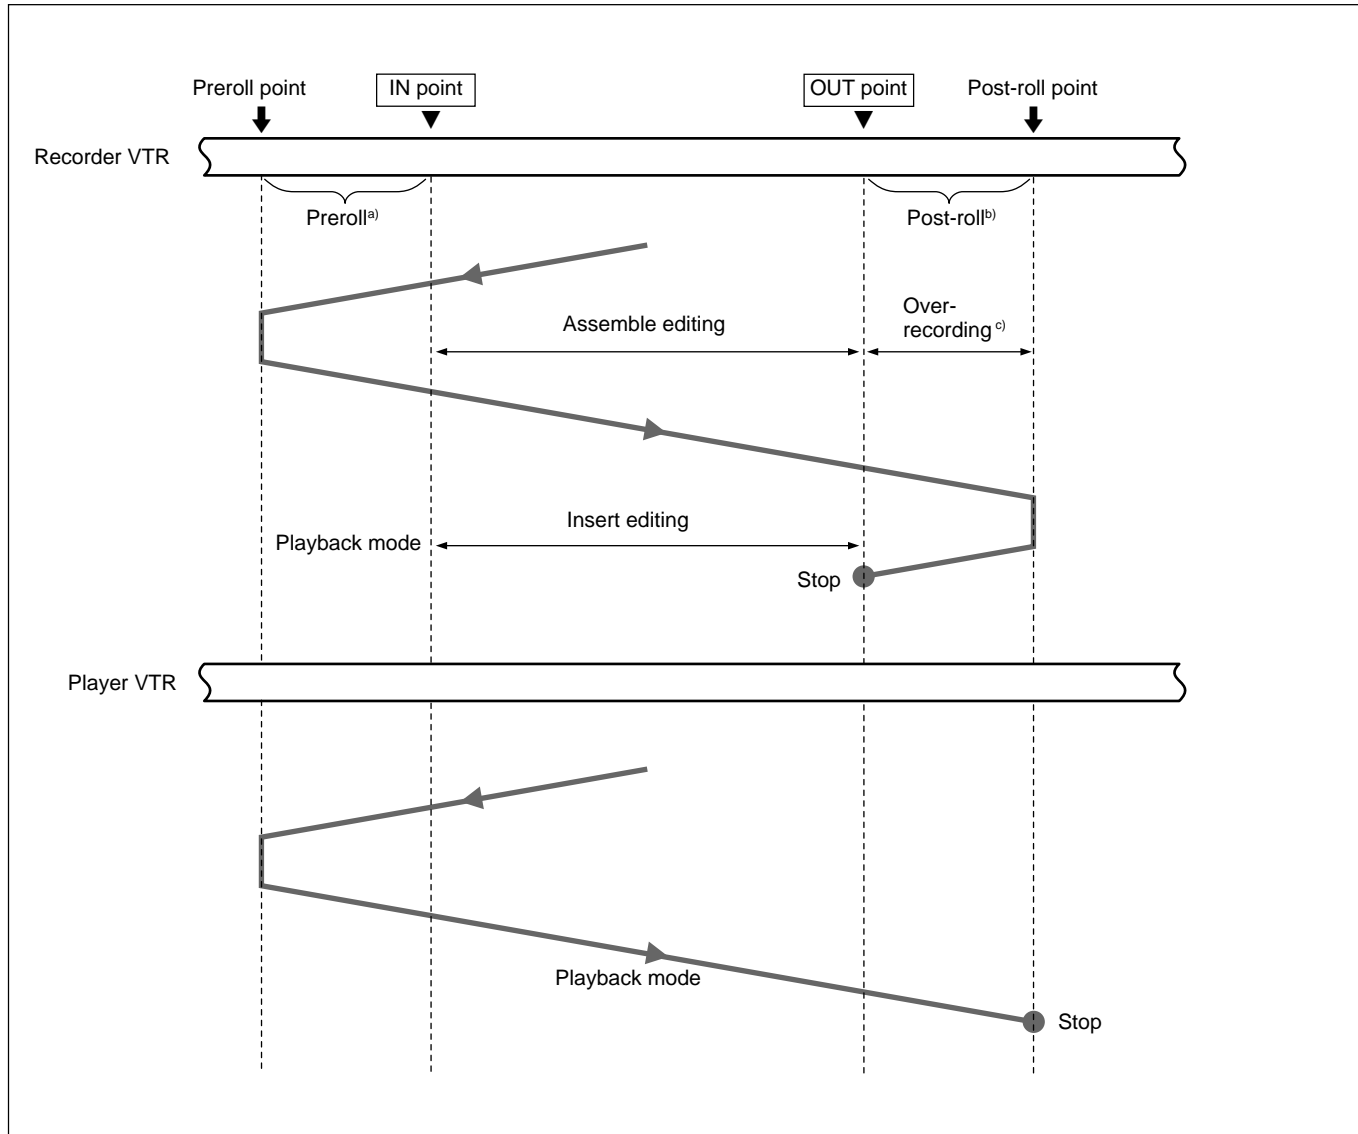 Preroll point
IN point
OUT point
Post-roll point
Recorder VTR
Preroll a)
Post-roll b)
Assemble editing
Over-
recording c)
Insert editing
Playback mode
Stop
Player VTR
Playback mode
Stop